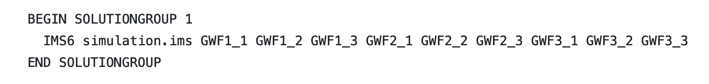 BEGIN SOLUTIONGROUP 1
  IMS6 simulation.ims GWF1_1 GWF1_2 GWF1_3 GWF2_1 GWF2_2 GWF2_3 GWF3_1 GWF3_2 GWF3_3
END SOLUTIONGROUP